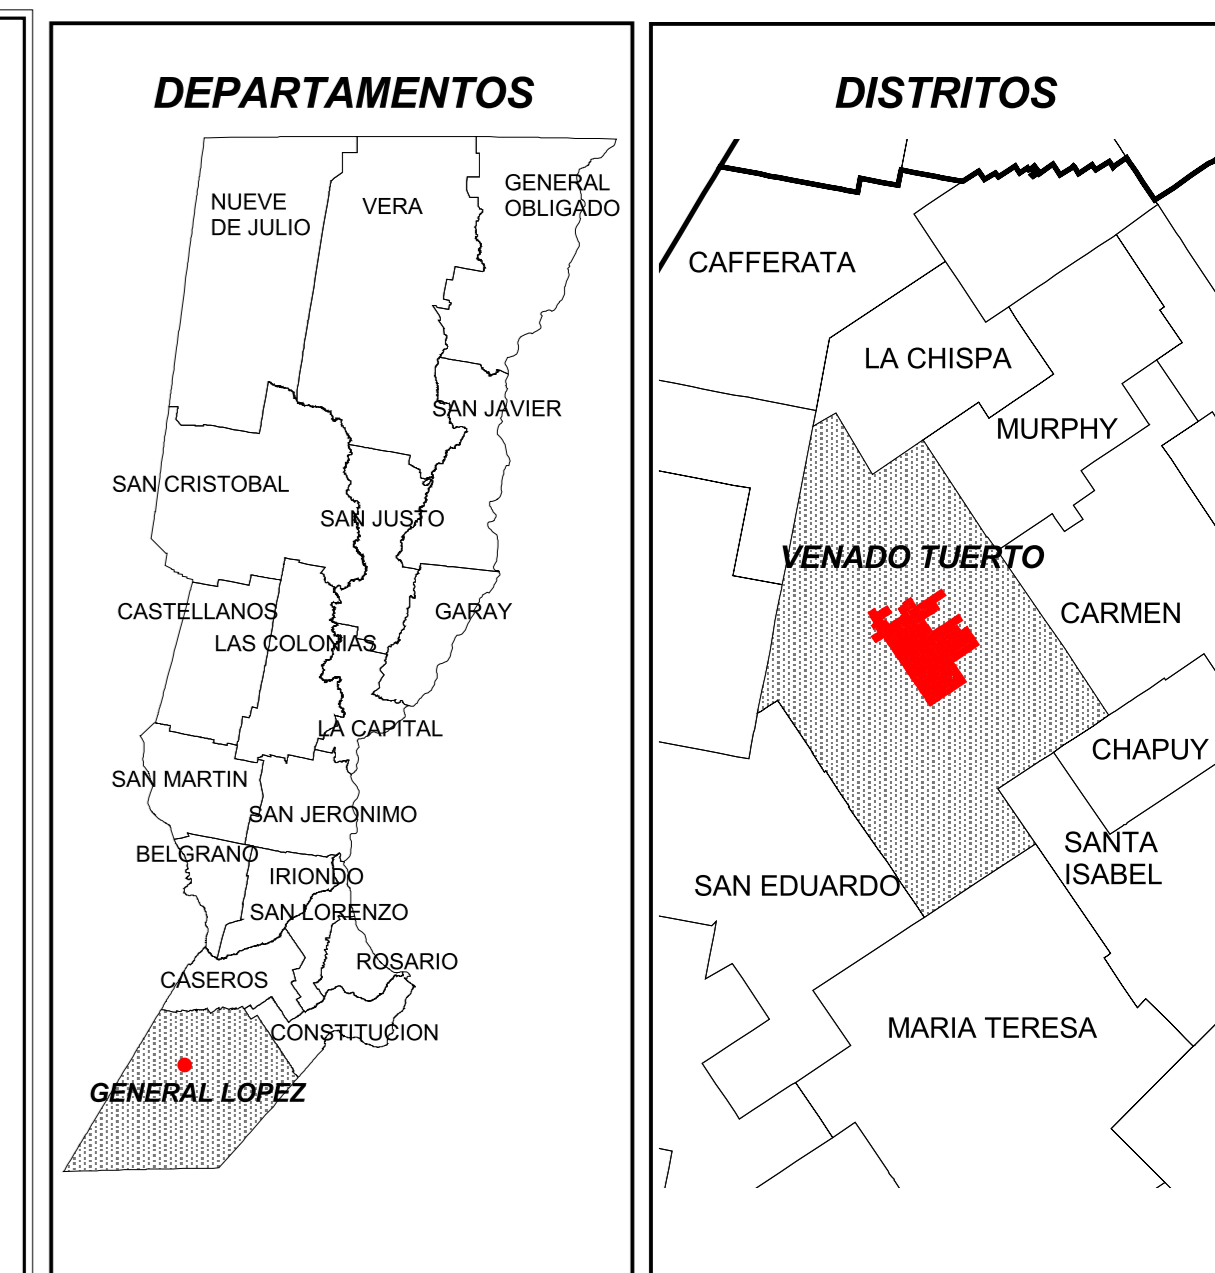 DEPARTAMENTOS
NUEVE
DE JULIO
VERA
GENERAL
OBLIGADO
SAN JAVIER
SAN CRISTOBAL
SAN JUSTO
CASTELLANOS
GARAY
LAS COLONIAS
LA CAPITAL
SAN MARTIN
SAN JERONIMO
BELGRANO
IRIONDO
SAN LORENZO
ROSARIO
CASEROS
CONSTITUCION
GENERAL LOPEZ
DISTRITOS
CAFFERATA
LA CHISPA
MURPHY
VENADO TUERTO
CARMEN
CHAPUY
SANTA
ISABEL
SAN EDUARDO
MARIA TERESA